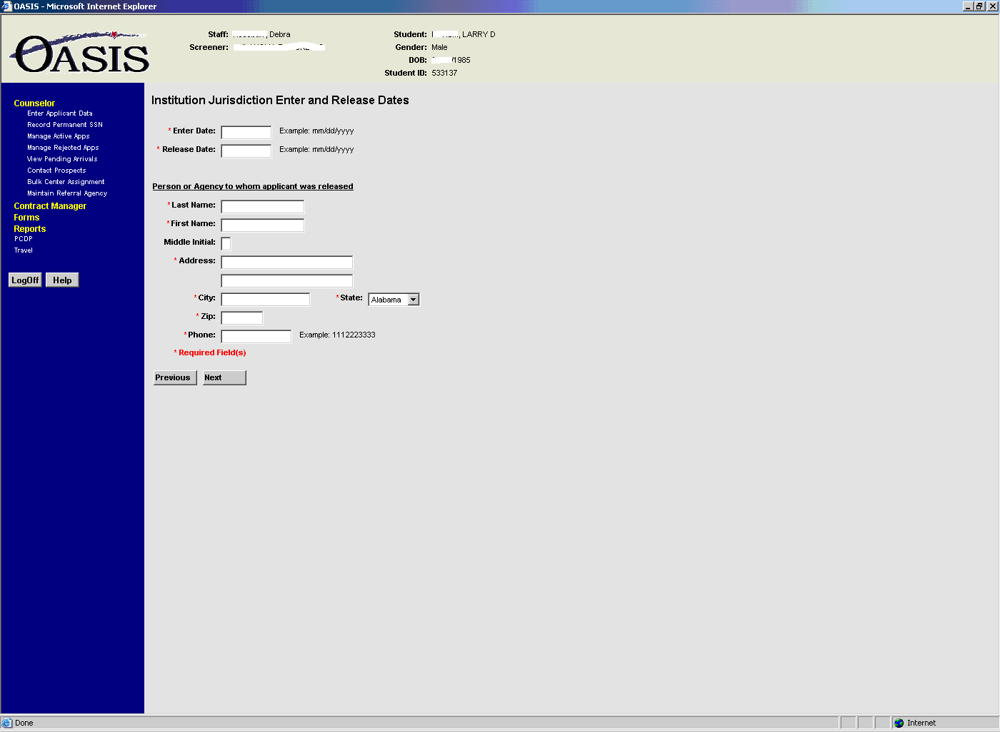 OASIS - Microsoft Internet Explorer
OASIS
Staff: , Debra
Screener:
Student: , LARRY D
Gender: Male
DOB: /1985
Student ID: 533137
Counselor
Enter Applicant Data
Record Permanent SSN
Manage Active Apps
Manage Rejected Apps
View Pending Arrivals
Contact Prospects
Bulk Center Assignment
Maintain Referral Agency
Contract Manager
Forms
Reports
PCDP
Travel
LogOff Help
Institution Jurisdiction Enter and Release Dates
* Enter Date: Example: mm/dd/yyyy
* Release Date: Example: mm/dd/yyyy
Person or Agency to whom applicant was released
* Last Name:
* First Name:
Middle Initial:
* Address:
* City: * State: Alabama
* Zip:
* Phone: Example: 1112223333
* Required Field(s)
Previous Next
Done Internet